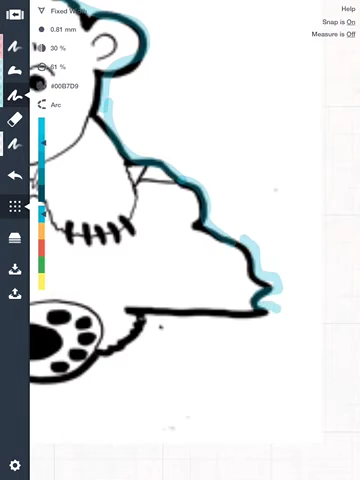 Fixed Width
0.81 mm
30 %
61 %
#00B7D9
Arc
Help
Snap is On
Measure is Off